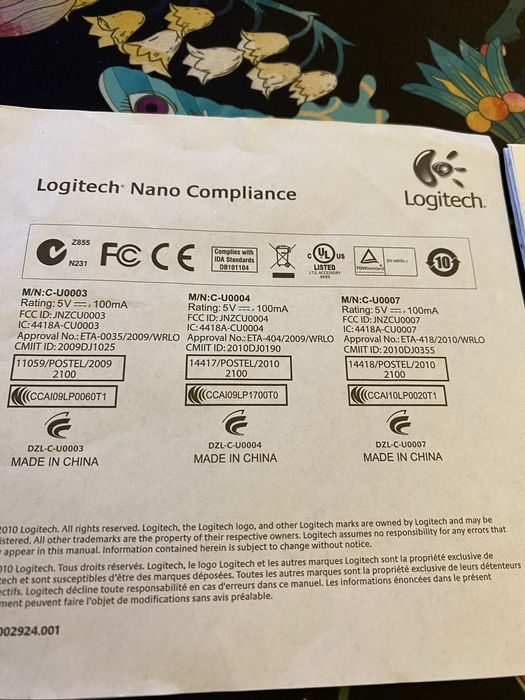 Logitech
Logitech Nano Compliance
Z855
N231
FC CE
Complies with
IDA Standards
DB101104
C UL US
LISTED
I.T.E. ACCESSORY
TÜVRheinland
EN 60950-1
10
M/N:C-U0003
Rating: 5V ⎓, 100mA
FCC ID: JNZCU0003
IC: 4418A-CU0003
Approval No.: ETA-0035/2009/WRLO
CMIIT ID: 2009DJ1025
11059/POSTEL/2009
2100
CCAI09LP0060T1
DZL-C-U0003
MADE IN CHINA
M/N:C-U0004
Rating: 5V ⎓, 100mA
FCC ID: JNZCU0004
IC: 4418A-CU0004
Approval No.: ETA-404/2009/WRLO
CMIIT ID: 2010DJ0190
14417/POSTEL/2010
2100
CCAI09LP1700T0
DZL-C-U0004
MADE IN CHINA
M/N:C-U0007
Rating: 5V ⎓, 100mA
FCC ID: JNZCU0007
IC: 4418A-CU0007
Approval No.: ETA-418/2010/WRLO
CMIIT ID: 2010DJ0355
14418/POSTEL/2010
2100
CCAI10LP0020T1
DZL-C-U0007
MADE IN CHINA
2010 Logitech. All rights reserved. Logitech, the Logitech logo, and other Logitech marks are owned by Logitech and may be
istered. All other trademarks are the property of their respective owners. Logitech assumes no responsibility for any errors that
appear in this manual. Information contained herein is subject to change without notice.
010 Logitech. Tous droits réservés. Logitech, le logo Logitech et les autres marques Logitech sont la propriété exclusive de
tech et sont susceptibles d'être des marques déposées. Toutes les autres marques sont la propriété exclusive de leurs détenteurs
ectifs. Logitech décline toute responsabilité en cas d'erreurs dans ce manuel. Les informations énoncées dans le présent
ment peuvent faire l'objet de modifications sans avis préalable.
002924.001